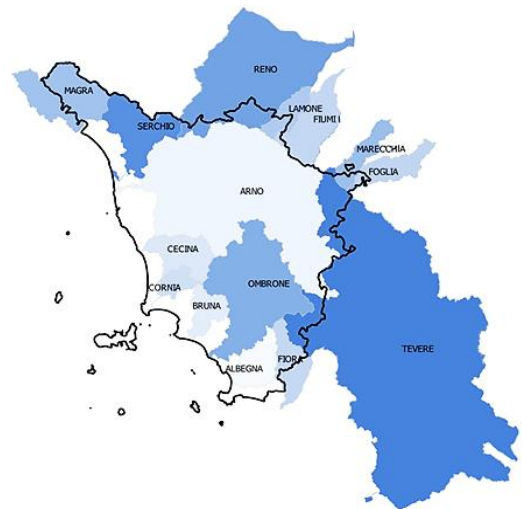 RENO
MAGRA
LAMONE
FIUMI I
SERCHIO
MARECCHIA
FOGLIA
ARNO
CECINA
OMBRONE
CORNIA
BRUNA
TEVERE
FIORA
ALBEGNA